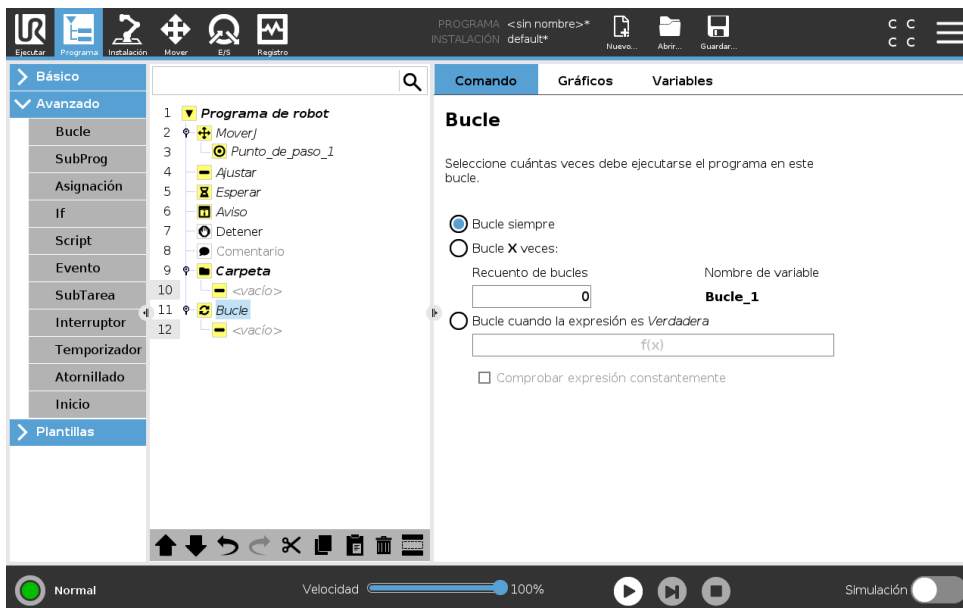 UR
PROGRAMA <sin nombre>*
INSTALACIÓN default*
Ejecutar Programa Instalación Mover E/S Registro
Nuevo... Abrir... Guardar...
C C
C C
Básico
Avanzado
Bucle
SubProg
Asignación
If
Script
Evento
SubTarea
Interruptor
Temporizador
Atornillado
Inicio
Plantillas
1 Programa de robot
2 MoverJ
3 Punto_de_paso_1
4 Ajustar
5 Esperar
6 Aviso
7 Detener
8 Comentario
9 Carpeta
10 <vacío>
11 Bucle
12 <vacío>
Comando Gráficos Variables
Bucle
Seleccione cuántas veces debe ejecutarse el programa en este
bucle.
Bucle siempre
Bucle X veces:
Recuento de bucles Nombre de variable
0 Bucle_1
Bucle cuando la expresión es Verdadera
f(x)
Comprobar expresión constantemente
Normal
Velocidad 100%
Simulación